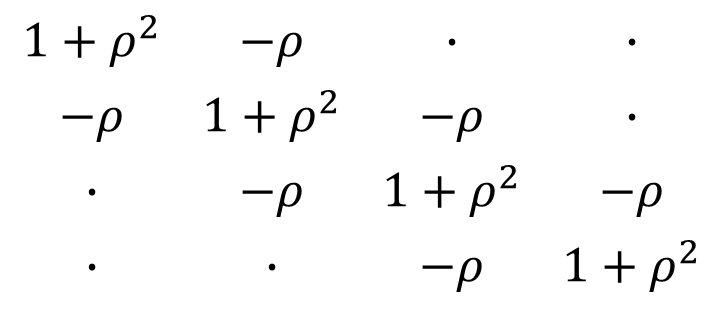 1 + ρ² −ρ · ·
−ρ 1 + ρ² −ρ ·
· −ρ 1 + ρ² −ρ
· · −ρ 1 + ρ²